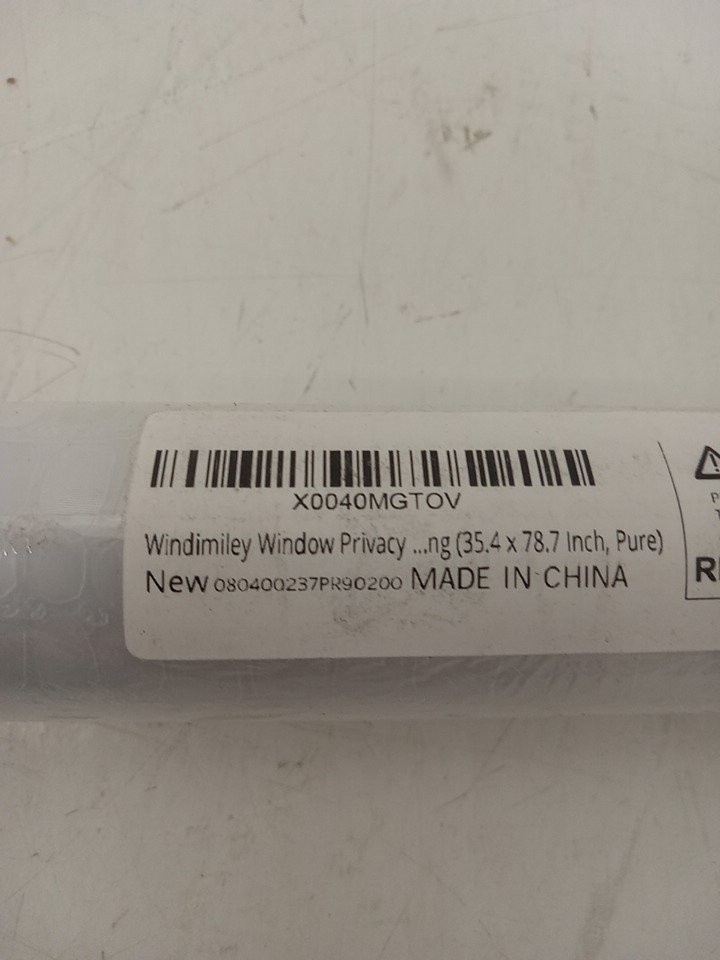 X0040MGTOV
Windimiley Window Privacy ...ng (35.4 x 78.7 Inch, Pure)
New 080400237PR90200 MADE IN CHINA